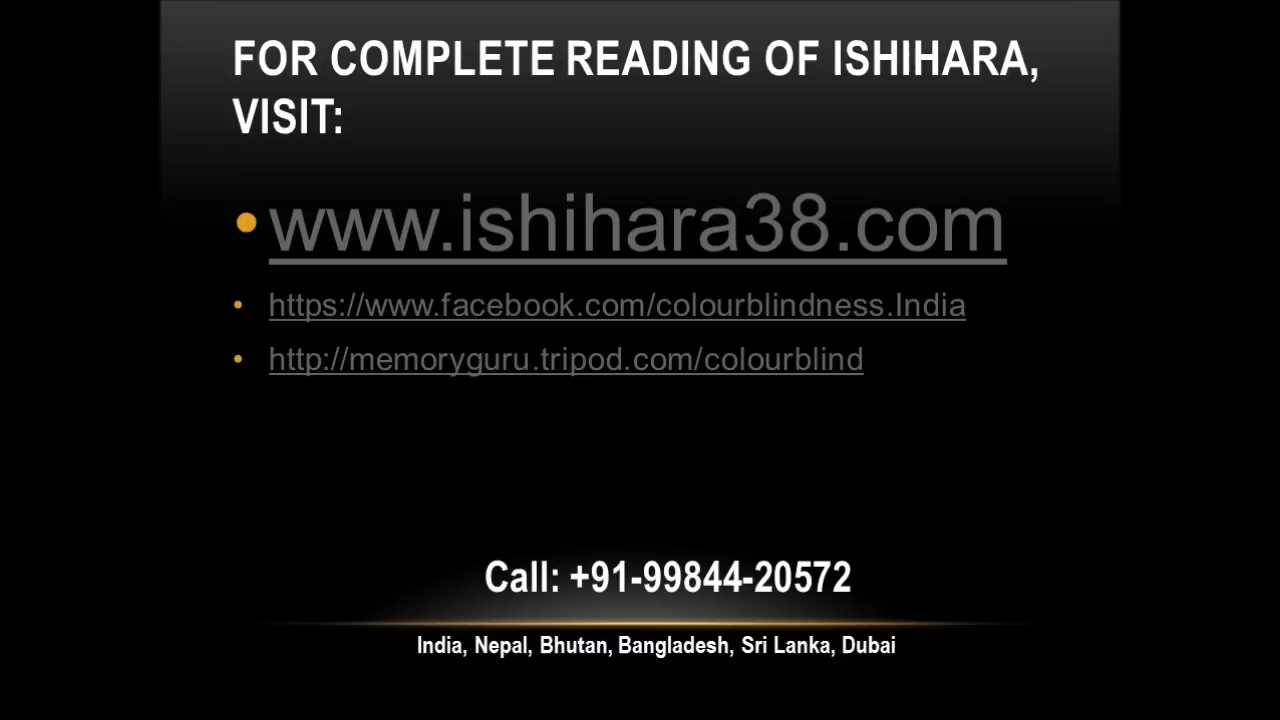 FOR COMPLETE READING OF ISHIHARA,
VISIT:
• www.ishihara38.com
• https://www.facebook.com/colourblindness.India
• http://memoryguru.tripod.com/colourblind
Call: +91-99844-20572
India, Nepal, Bhutan, Bangladesh, Sri Lanka, Dubai